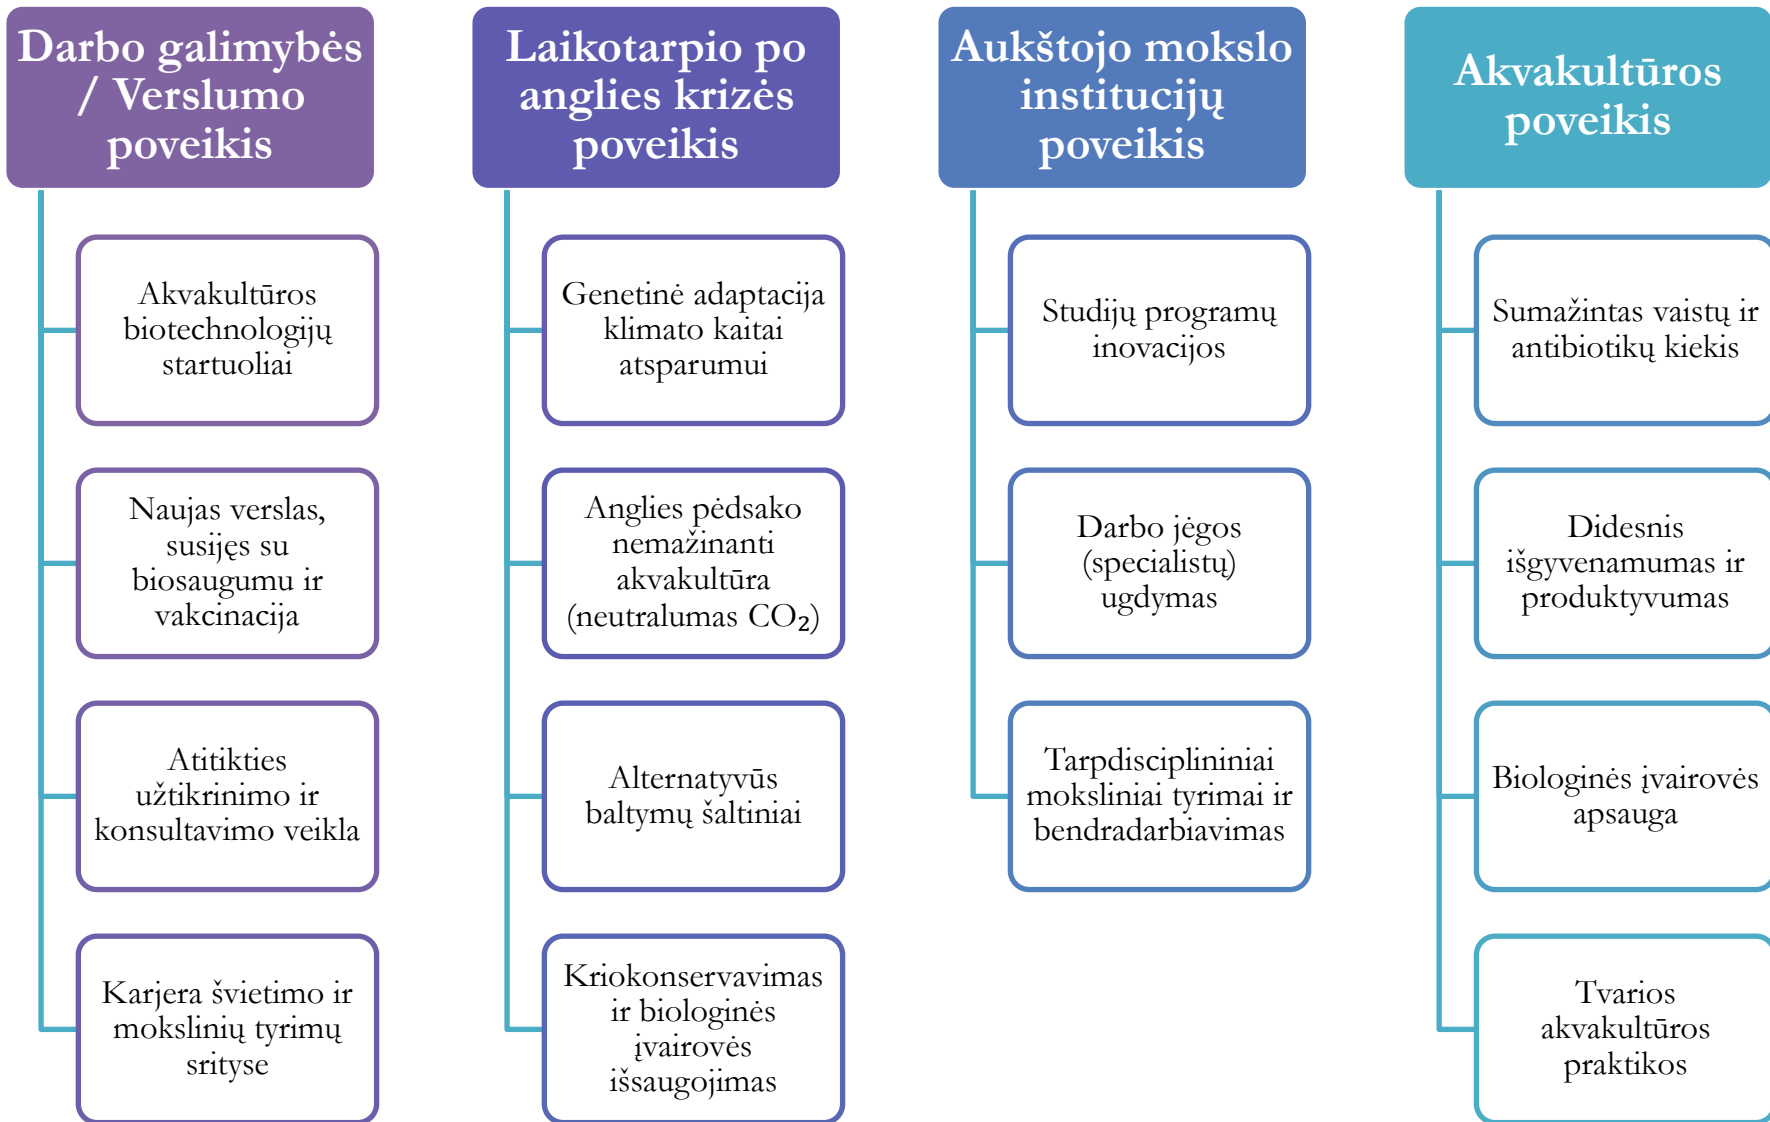 Darbo galimybės
/ Verslumo
poveikis
Akvakultūros
biotechnologijų
startuoliai
Naujas verslas,
susijęs su
biosaugumu ir
vakcinacija
Atitikties
užtikrinimo ir
konsultavimo veikla
Karjera švietimo ir
mokslinių tyrimų
srityse
Laikotarpio po
anglies krizės
poveikis
Genetinė adaptacija
klimato kaitai
atsparumui
Anglies pėdsako
nemažinanti
akvakultūra
(neutralumas CO₂)
Alternatyvūs
baltymų šaltiniai
Kriokonservavimas
ir biologinės
įvairovės
išsaugojimas
Aukštojo mokslo
institucijų
poveikis
Studijų programų
inovacijos
Darbo jėgos
(specialistų)
ugdymas
Tarpdisciplininiai
moksliniai tyrimai ir
bendradarbiavimas
Akvakultūros
poveikis
Sumažintas vaistų ir
antibiotikų kiekis
Didesnis
išgyvenamumas ir
produktyvumas
Biologinės įvairovės
apsauga
Tvarios
akvakultūros
praktikos